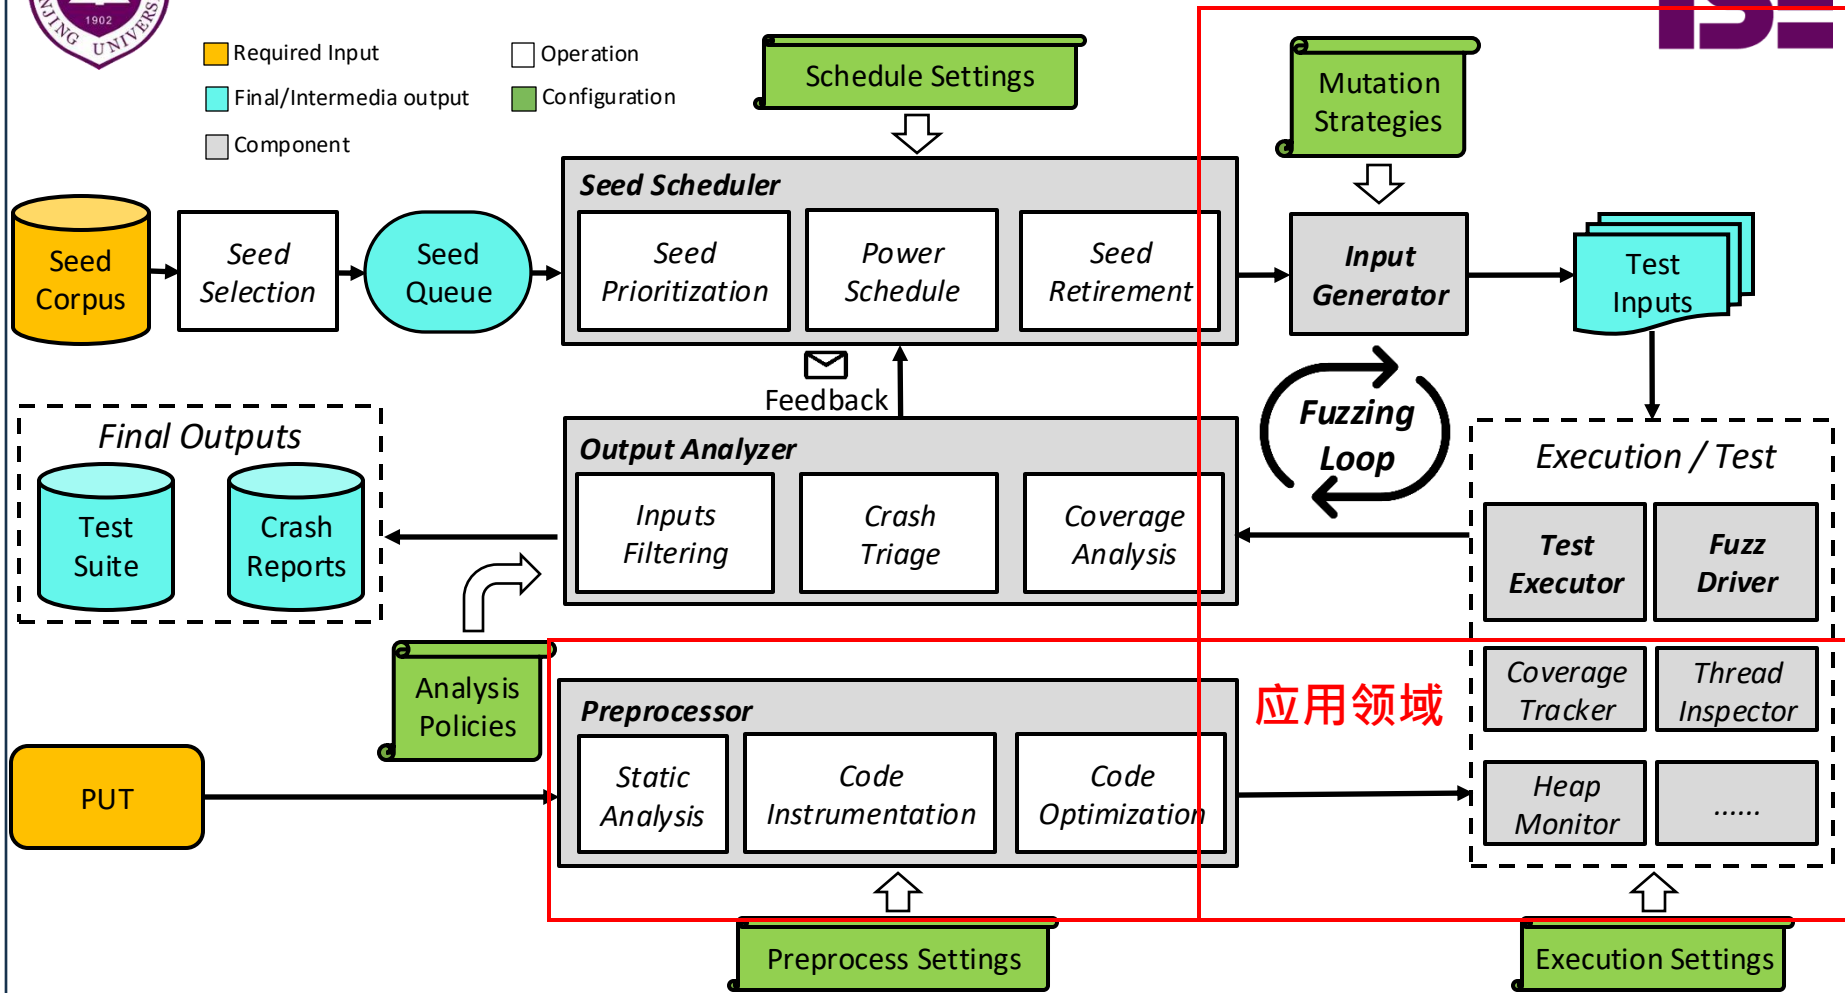 1902
NJING UNIVERS
ISE
Required Input
Operation
Final/Intermedia output
Configuration
Component
Schedule Settings
Mutation
Strategies
Seed
Corpus
Seed
Selection
Seed
Queue
Seed Scheduler
Seed
Prioritization
Power
Schedule
Seed
Retirement
Input
Generator
Test
Inputs
Feedback
Fuzzing
Loop
Final Outputs
Test
Suite
Crash
Reports
Output Analyzer
Inputs
Filtering
Crash
Triage
Coverage
Analysis
Execution / Test
Test
Executor
Fuzz
Driver
Coverage
Tracker
Thread
Inspector
Heap
Monitor
......
Analysis
Policies
PUT
Preprocessor
Static
Analysis
Code
Instrumentation
Code
Optimization
应用领域
Preprocess Settings
Execution Settings